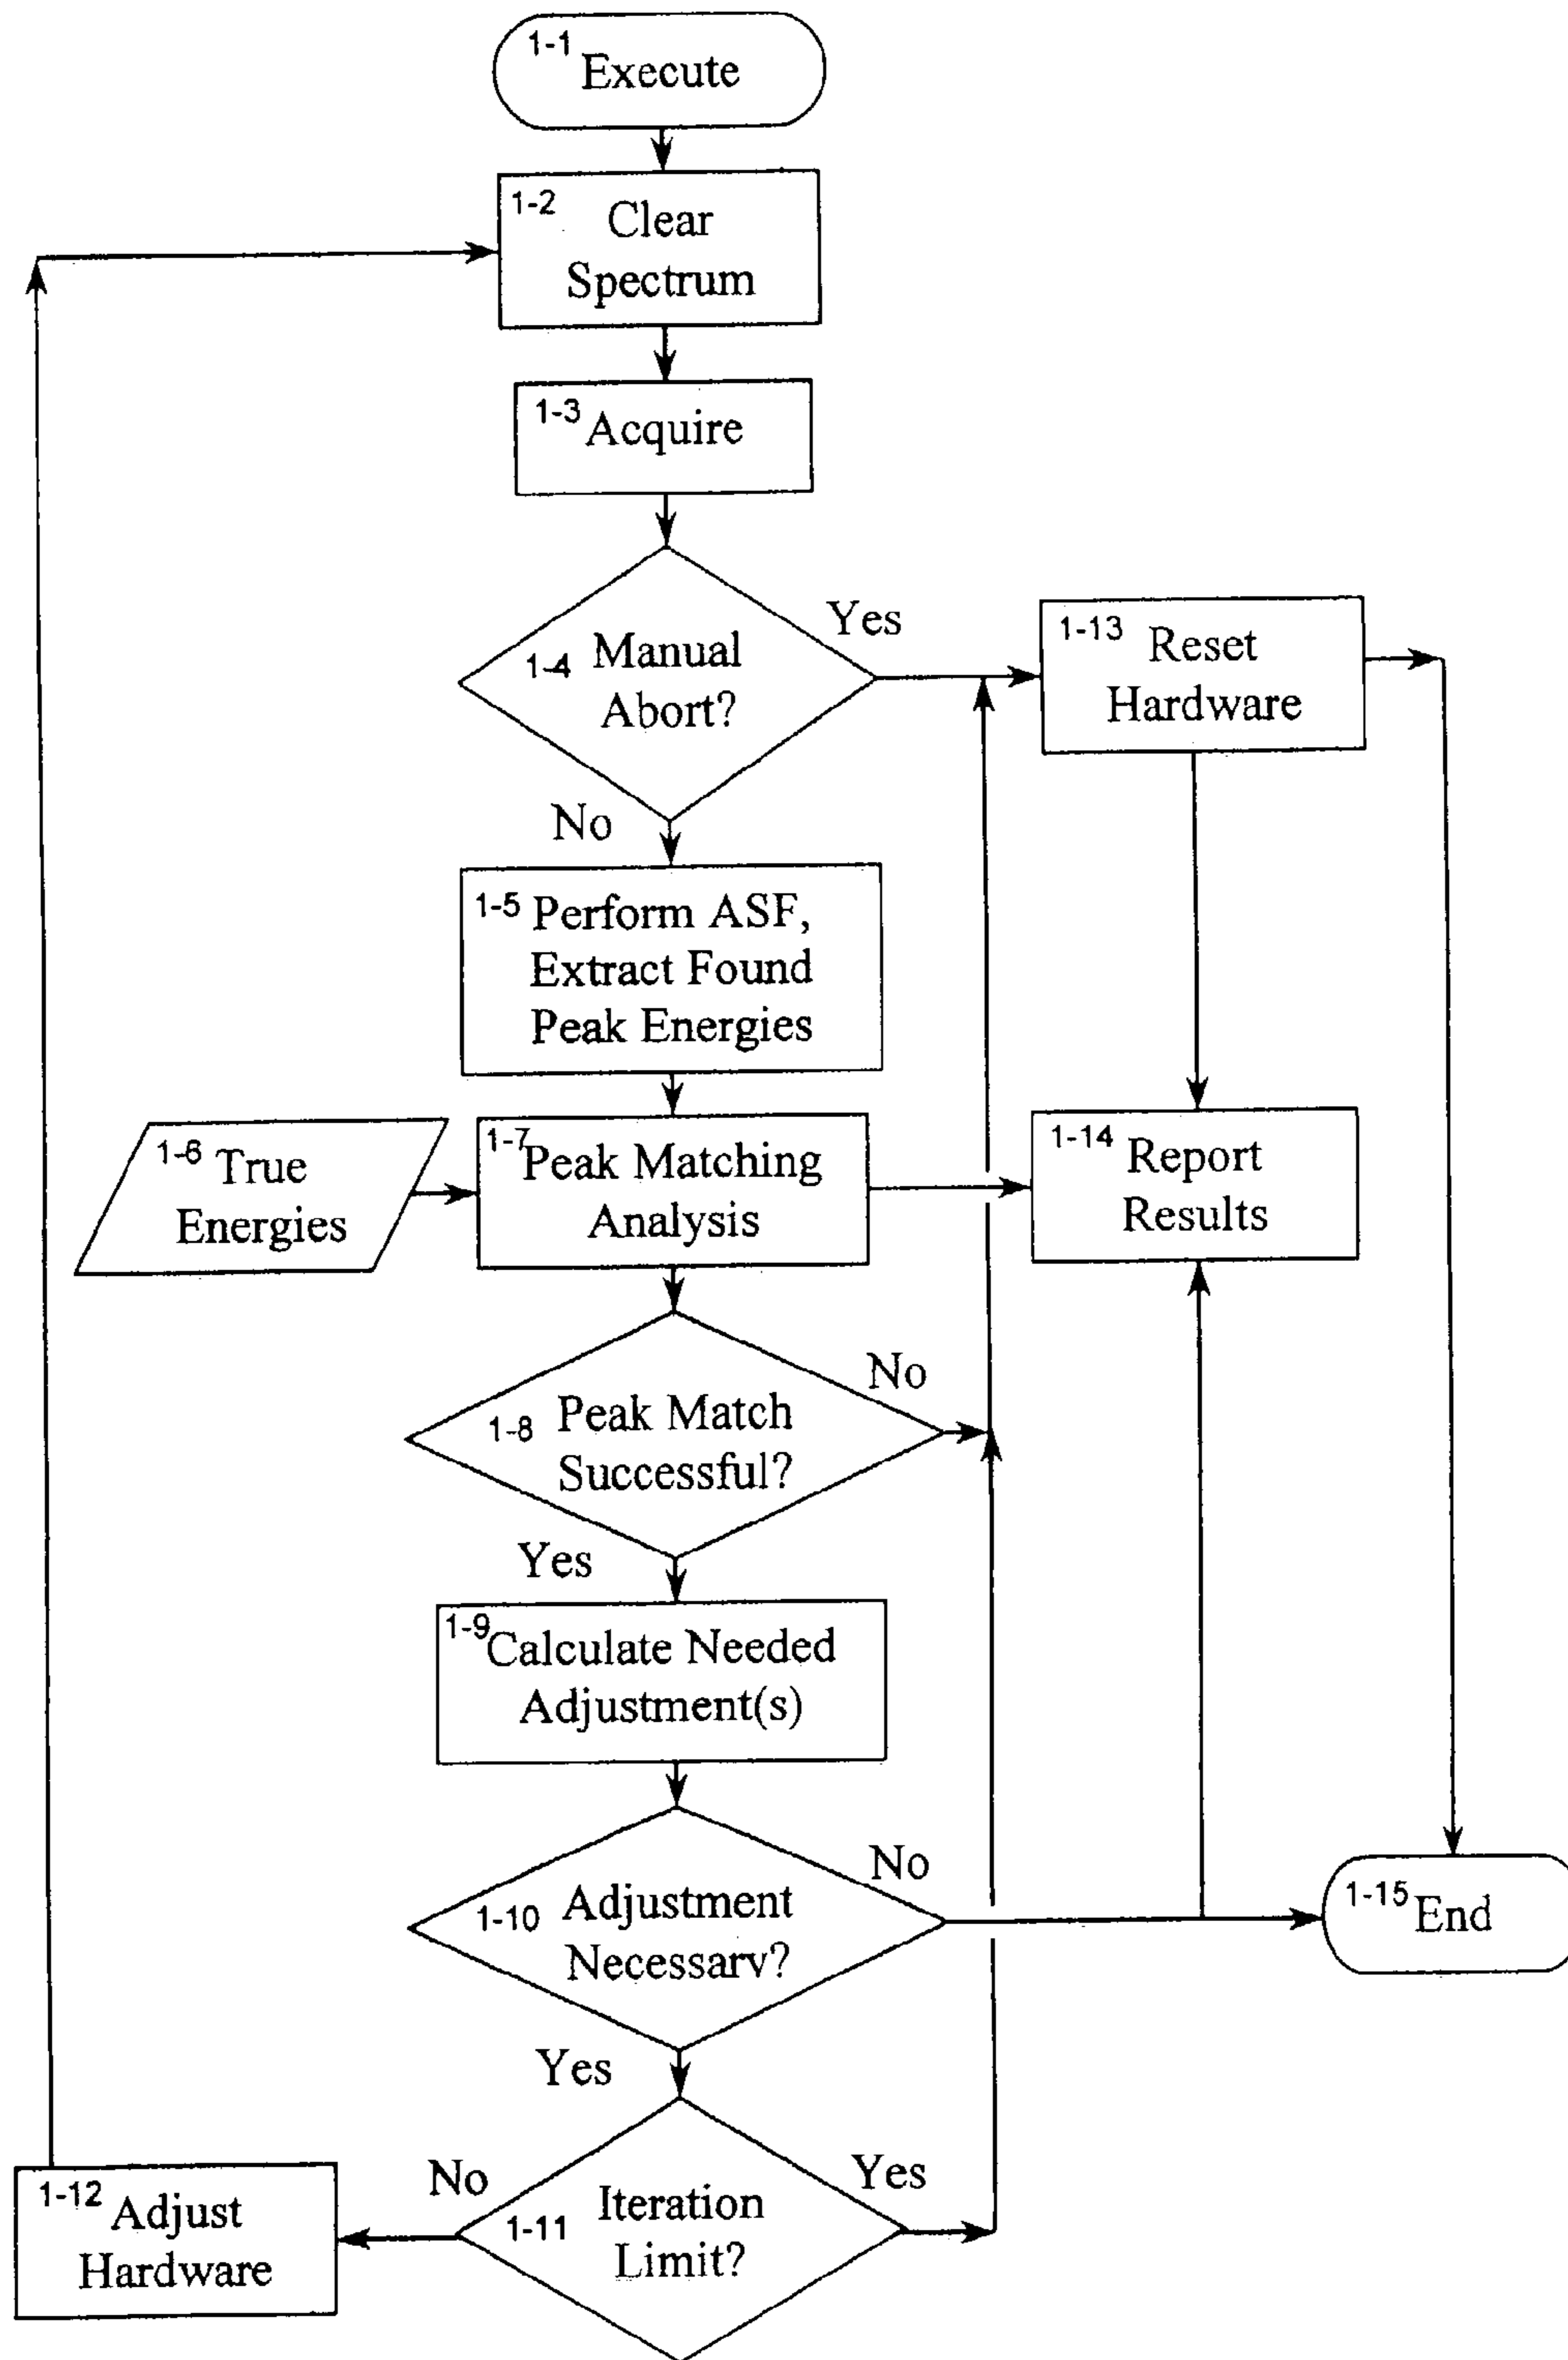 1-1 Execute
1-2 Clear
Spectrum
1-3 Acquire
1-4 Manual
Abort?
Yes
No
1-13 Reset
Hardware
1-5 Perform ASF,
Extract Found
Peak Energies
1-6 True
Energies
1-7 Peak Matching
Analysis
1-14 Report
Results
1-8 Peak Match
Successful?
No
Yes
1-9 Calculate Needed
Adjustment(s)
1-10 Adjustment
Necessarv?
No
Yes
1-15 End
1-11 Iteration
Limit?
No
Yes
1-12 Adjust
Hardware